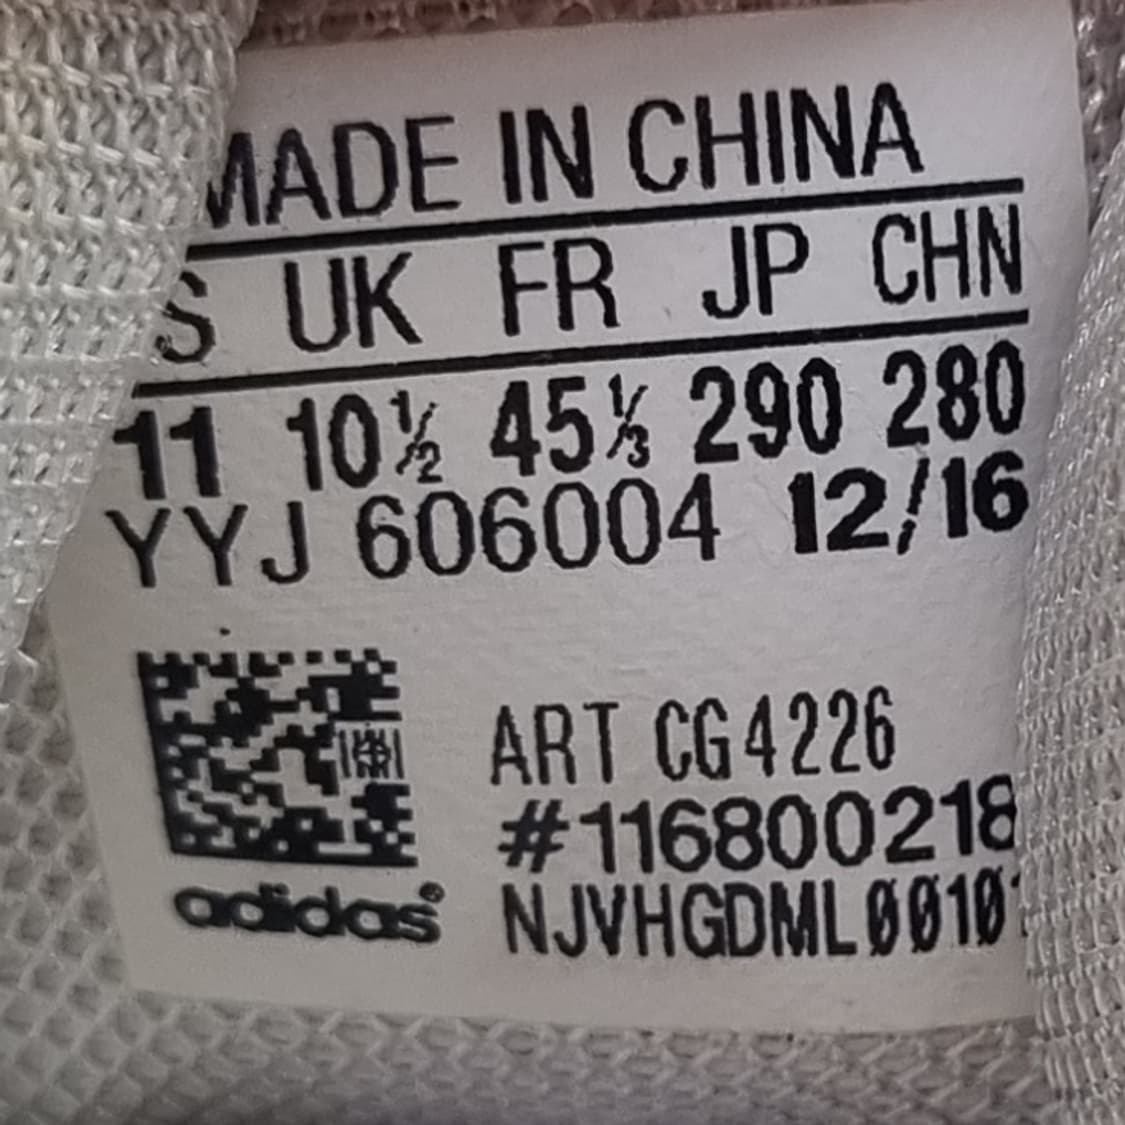 MADE IN CHINA
S UK FR JP CHN
11 10½ 45⅓ 290 280
YYJ 606004 12/16
ART CG4226
#116800218
adidas®
NJVHGDML0010